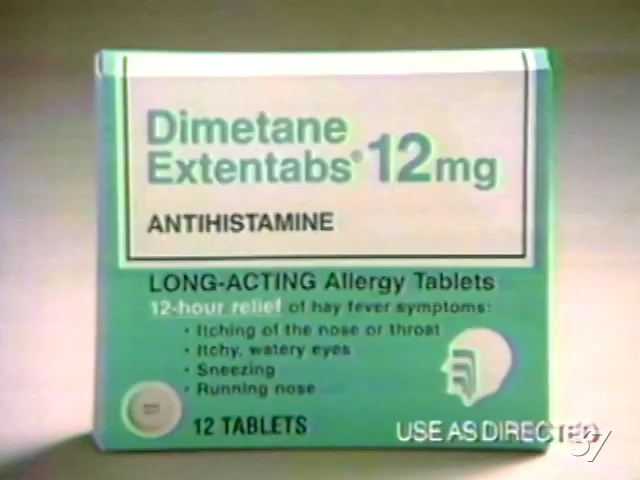 Dimetane
Extentabs® 12mg
ANTIHISTAMINE
LONG-ACTING Allergy Tablets
12-hour relief of hay fever symptoms:
• Itching of the nose or throat
• Itchy, watery eyes
• Sneezing
• Running nose
12 TABLETS
USE AS DIRECTED